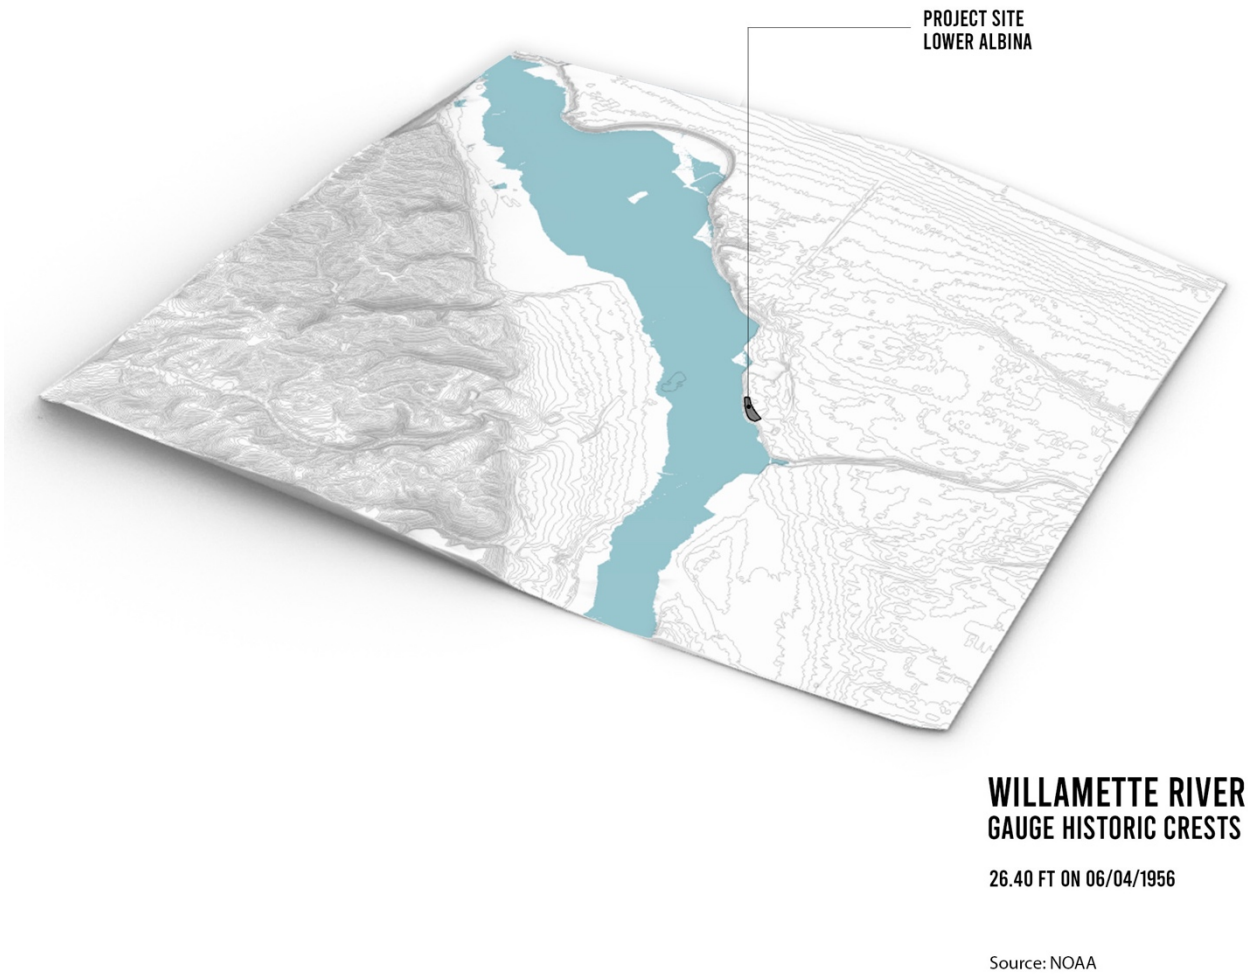 PROJECT SITE
LOWER ALBINA
WILLAMETTE RIVER
GAUGE HISTORIC CRESTS
26.40 FT ON 06/04/1956
Source: NOAA